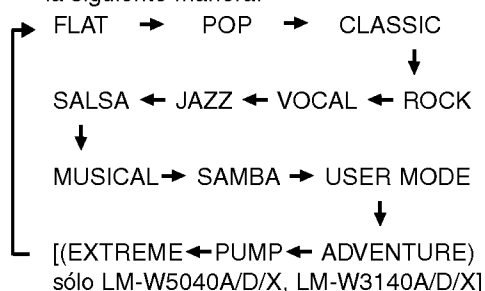 la siguiente manera:
FLAT → POP → CLASSIC
SALSA ← JAZZ ← VOCAL ← ROCK
MUSICAL → SAMBA → USER MODE
[(EXTREME ← PUMP ← ADVENTURE)
sólo LM-W5040A/D/X, LM-W3140A/D/X]